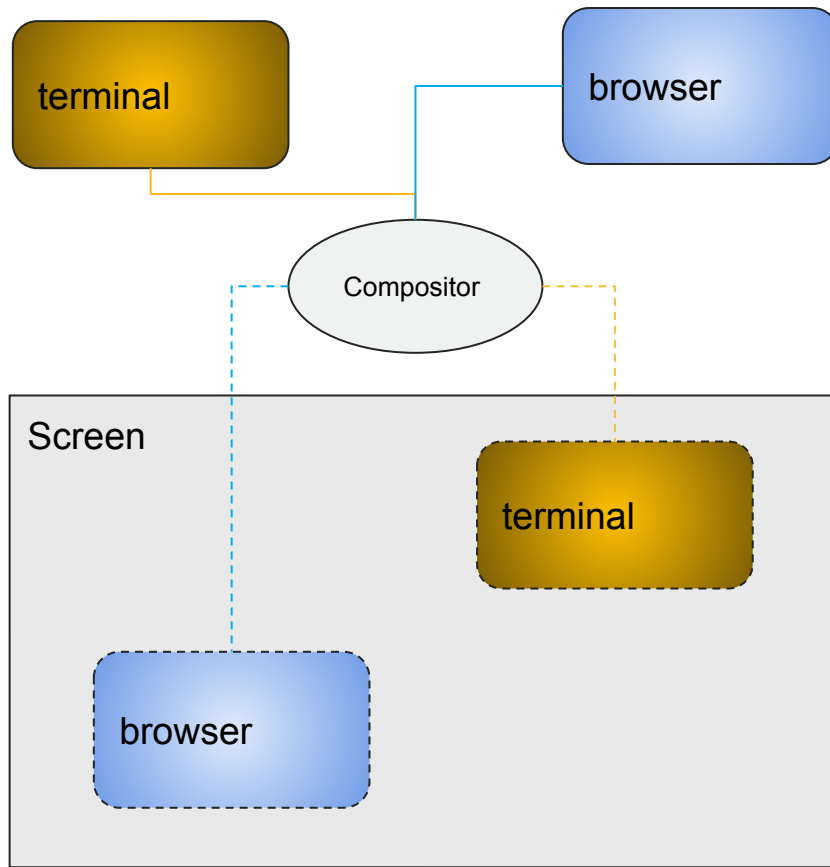 terminal
browser
Compositor
Screen
terminal
browser